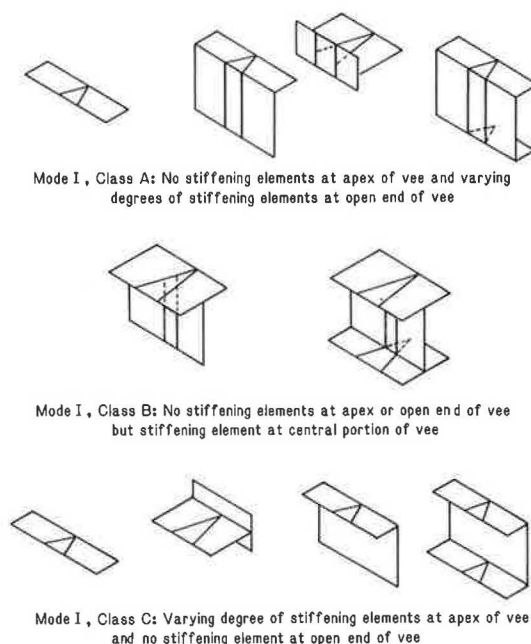 Mode I, Class A: No stiffening elements at apex of vee and varying
degrees of stiffening elements at open end of vee
Mode I, Class B: No stiffening elements at apex or open end of vee
but stiffening element at central portion of vee
Mode I, Class C: Varying degree of stiffening elements at apex of vee
and no stiffening element at open end of vee